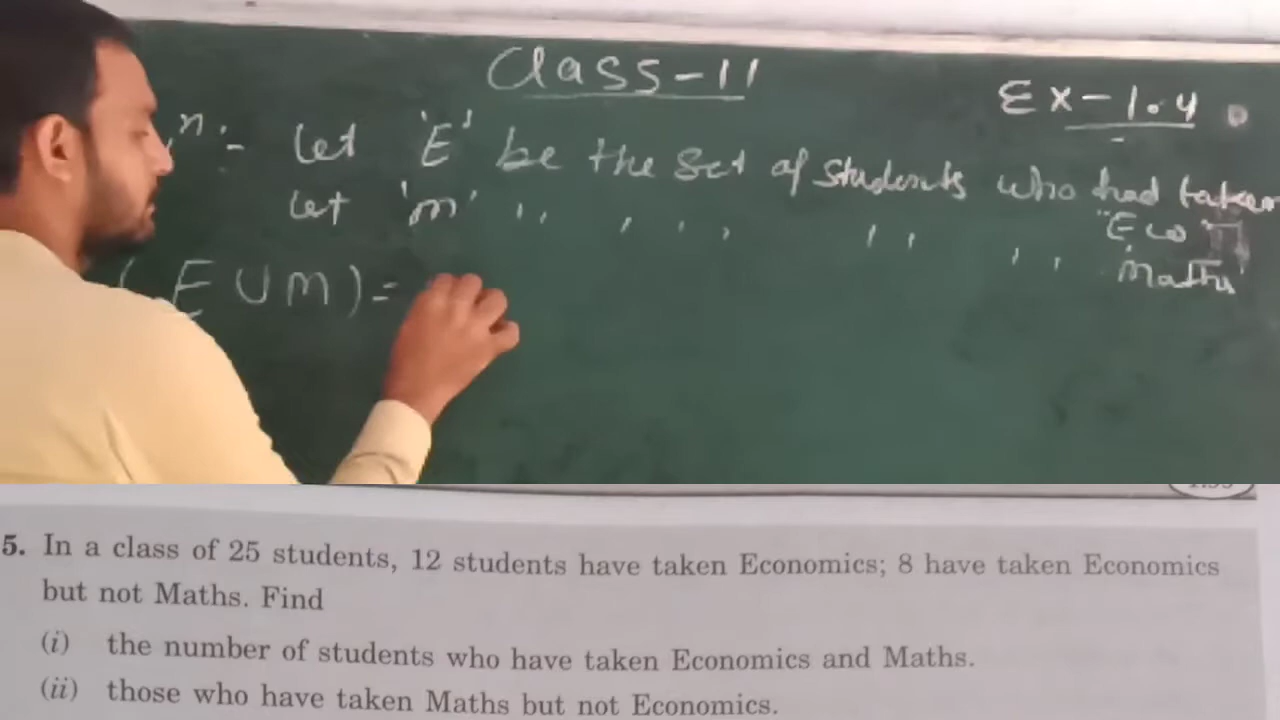 Class-11
Ex-1.4
n:- let 'E' be the set of students who had taken
"Eco"
let 'm' ,, , , , , , , , 'Maths'
(EUM)=
5. In a class of 25 students, 12 students have taken Economics; 8 have taken Economics
but not Maths. Find
(i) the number of students who have taken Economics and Maths.
(ii) those who have taken Maths but not Economics.